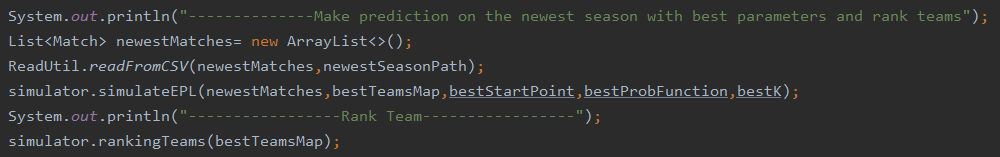 System.out.println("--------------Make prediction on the newest season with best parameters and rank teams");
List<Match> newestMatches= new ArrayList<>();
ReadUtil.readFromCSV(newestMatches,newestSeasonPath);
simulator.simulateEPL(newestMatches,bestTeamsMap,bestStartPoint,bestProbFunction,bestK);
System.out.println("-----------------Rank Team-----------------");
simulator.rankingTeams(bestTeamsMap);